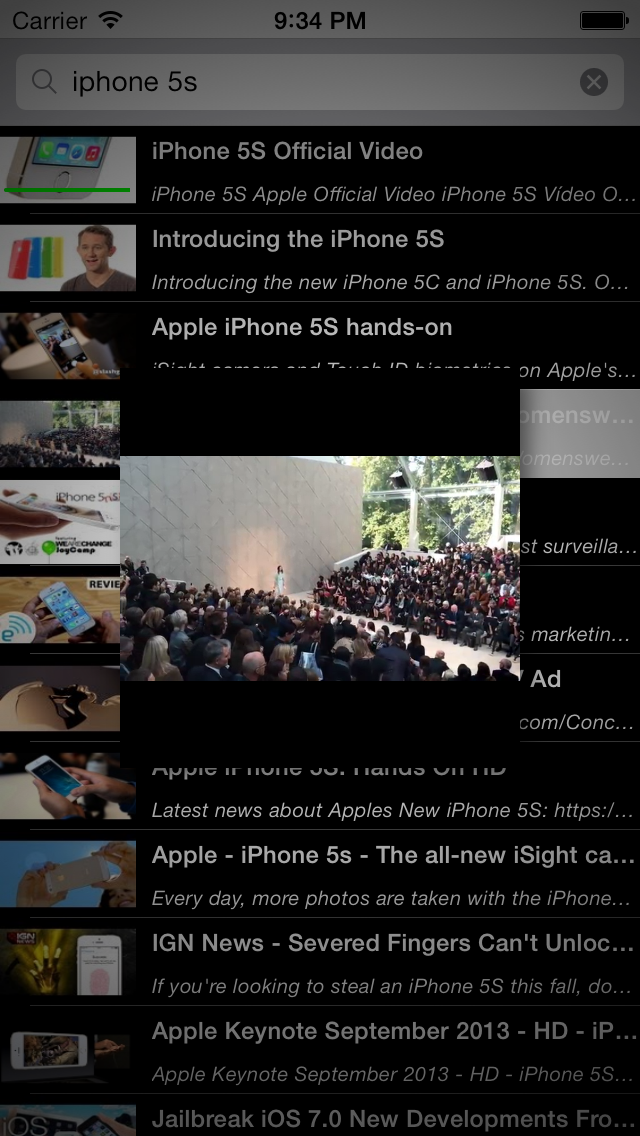 Carrier 9:34 PM
iphone 5s
iPhone 5S Official Video
iPhone 5S Apple Official Video iPhone 5S Vídeo O...
Introducing the iPhone 5S
Introducing the new iPhone 5C and iPhone 5S. O...
Apple iPhone 5S hands-on
iSight camera and Touch ID biometrics on Apple's...
omensw...
omenswe...
iPhone 5s
featuring
WEARECHANGE
JoyCamp
st surveilla...
REVIE
s marketin...
Ad
com/Conc...
Apple iPhone 5S: Hands On HD
Latest news about Apples New iPhone 5S: https:/...
Apple - iPhone 5s - The all-new iSight ca...
Every day, more photos are taken with the iPhone...
IGN
NEWS
IGN News - Severed Fingers Can't Unloc...
If you're looking to steal an iPhone 5S this fall, do...
Apple Keynote September 2013 - HD - iP...
Apple Keynote September 2013 - HD - iPhone 5S...
iOS
Jailbreak iOS 7.0 New Developments Fro...